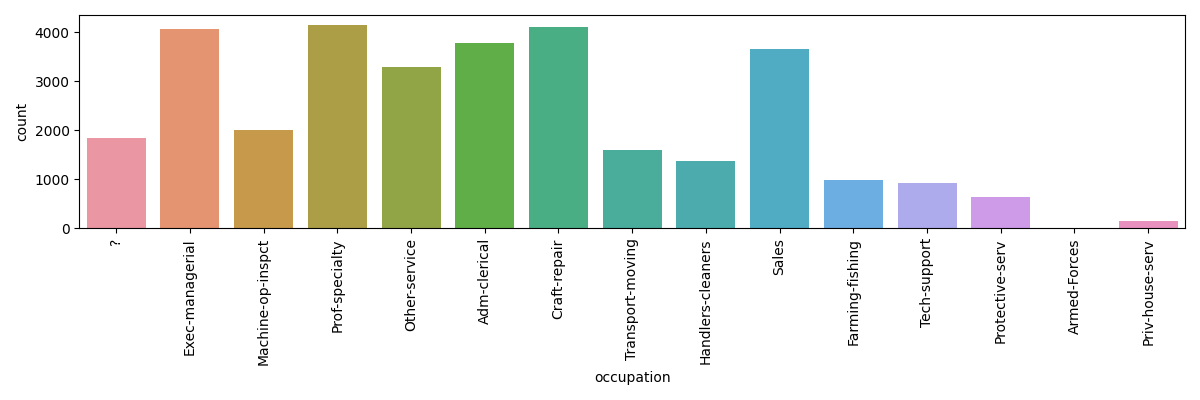 4000
3000
2000
1000
0
count
?
Exec-managerial
Machine-op-inspct
Prof-specialty
Other-service
Adm-clerical
Craft-repair
Transport-moving
Handlers-cleaners
Sales
Farming-fishing
Tech-support
Protective-serv
Armed-Forces
Priv-house-serv
occupation